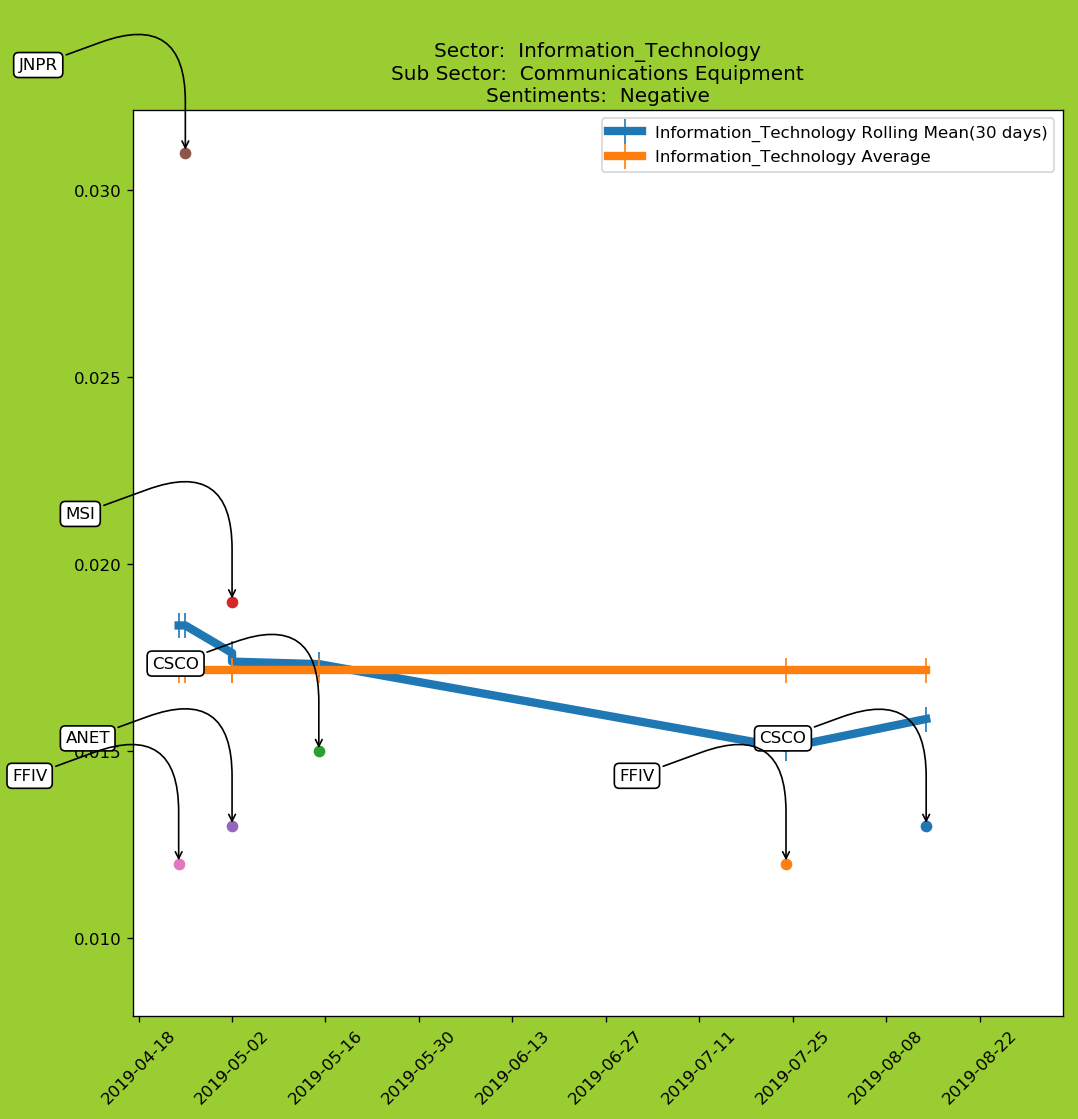 JNPR
Sector:  Information_Technology
Sub Sector:  Communications Equipment
Sentiments:  Negative
Information_Technology Rolling Mean(30 days)
Information_Technology Average
0.030
0.025
MSI
0.020
CSCO
ANET
CSCO
0.015
FFIV
FFIV
0.010
2019-04-18
2019-05-02
2019-05-16
2019-05-30
2019-06-13
2019-06-27
2019-07-11
2019-07-25
2019-08-08
2019-08-22